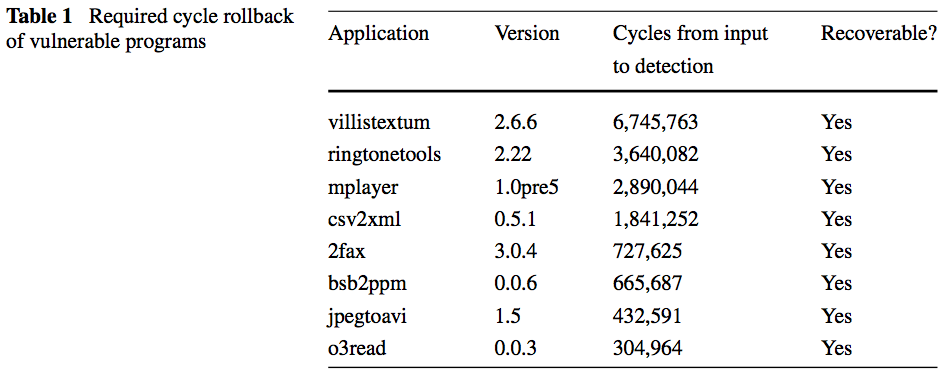 Table 1 Required cycle rollback
of vulnerable programs
Application Version Cycles from input Recoverable?
to detection
villistextum 2.6.6 6,745,763 Yes
ringtonetools 2.22 3,640,082 Yes
mplayer 1.0pre5 2,890,044 Yes
csv2xml 0.5.1 1,841,252 Yes
2fax 3.0.4 727,625 Yes
bsb2ppm 0.0.6 665,687 Yes
jpegtoavi 1.5 432,591 Yes
o3read 0.0.3 304,964 Yes